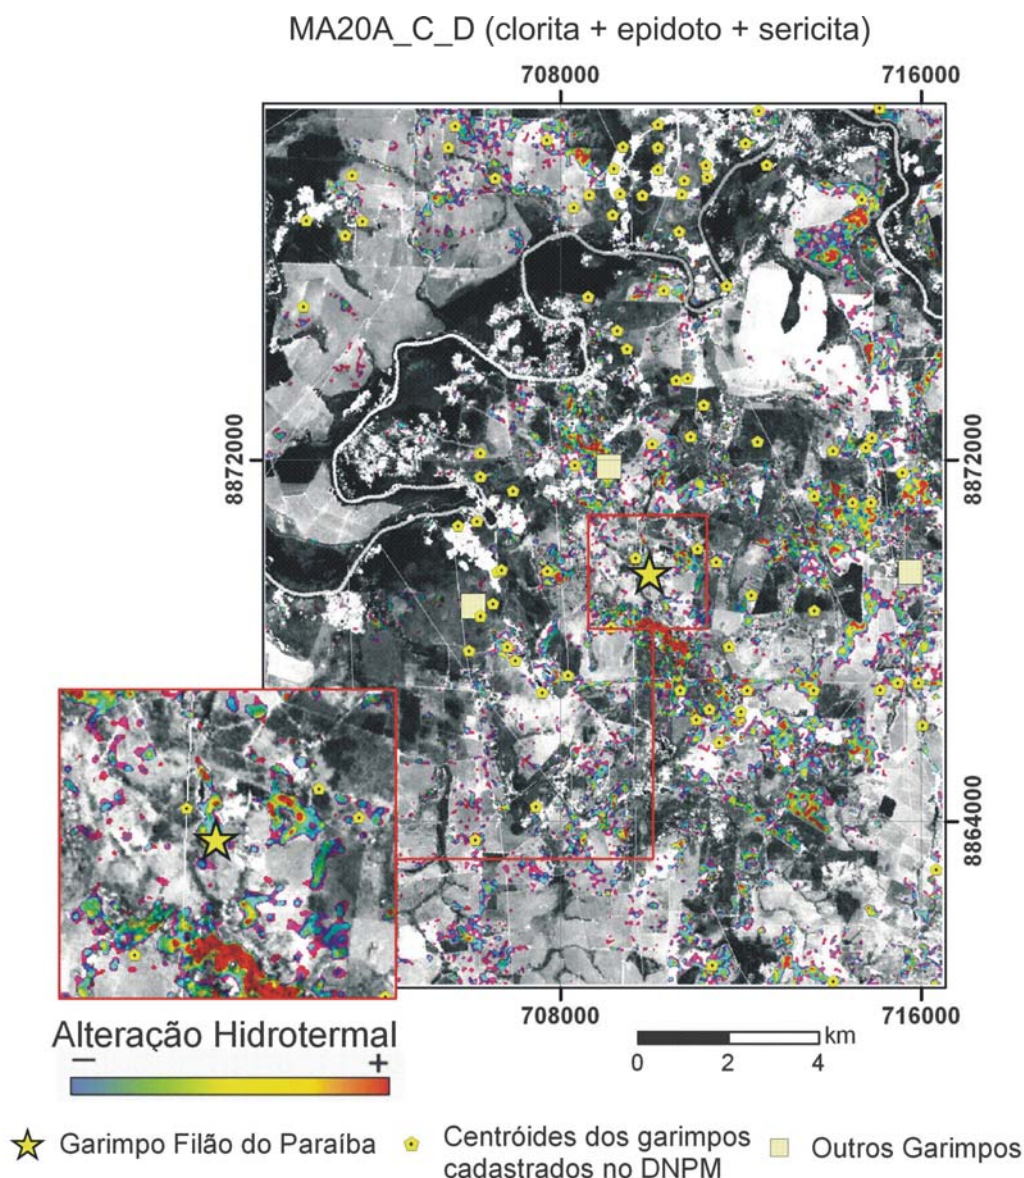 MA20A_C_D (clorita + epidoto + sericita)
708000 716000
8872000 8872000
8864000
708000 716000
km
0 2 4
Alteração Hidrotermal
− +
Garimpo Filão do Paraíba
Centróides dos garimpos
cadastrados no DNPM
Outros Garimpos